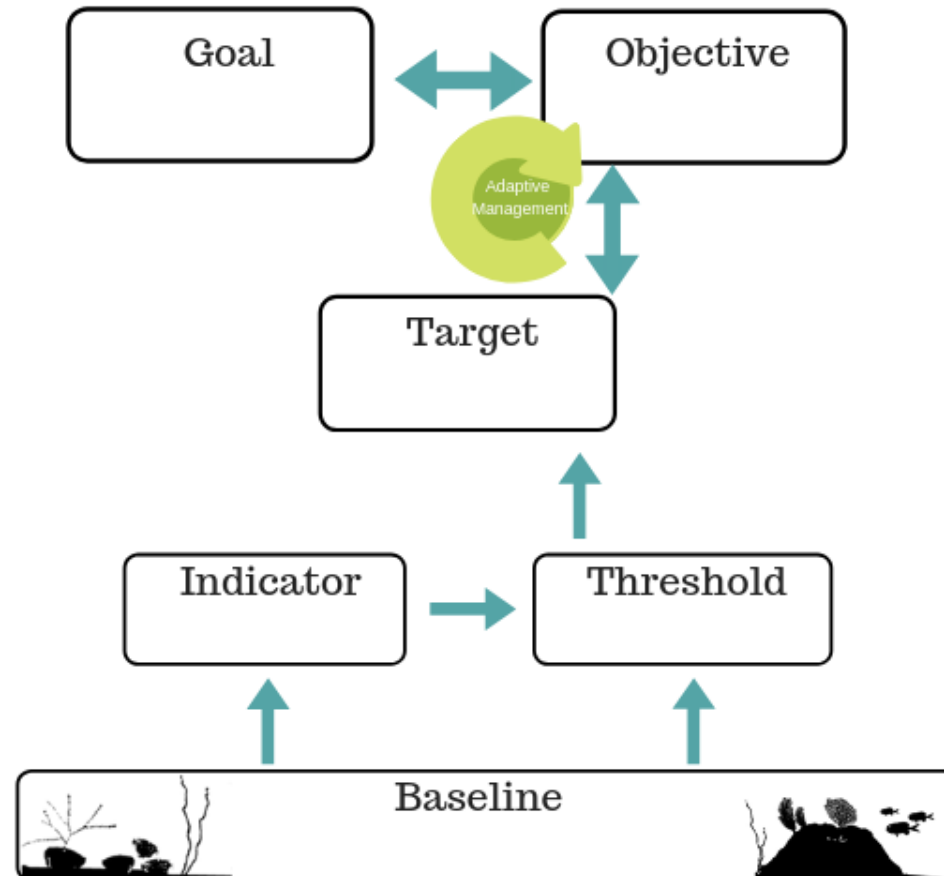 Goal
Objective
Adaptive
Management
Target
Indicator
Threshold
Baseline